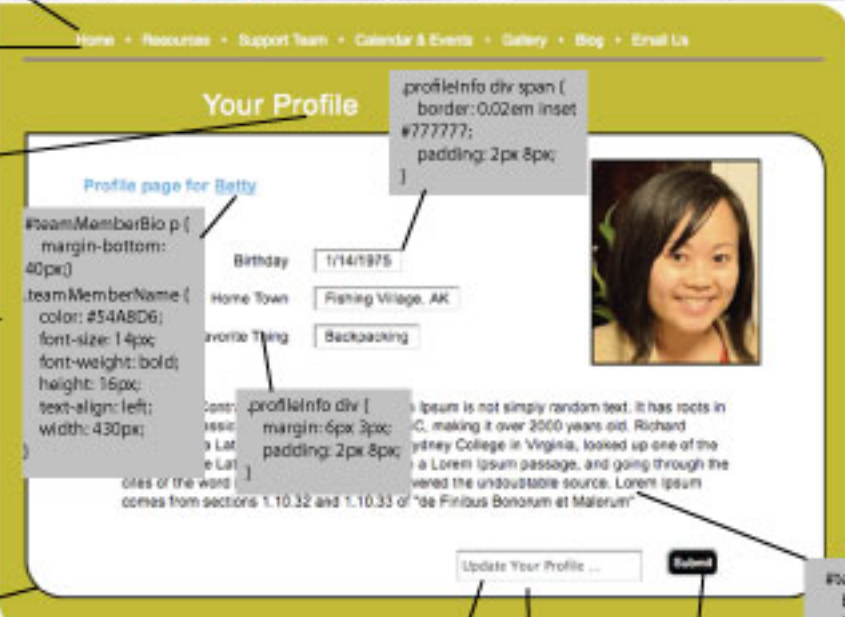 Home • Resources • Support Team • Calendar & Events • Gallery • Blog • Email Us
Your Profile
.profileInfo div span {
border: 0.02em inset
#777777;
padding: 2px 8px;
}
Profile page for Betty
#teamMemberBio p {
margin-bottom:
40px;}
.teamMemberName {
color: #54A8D6;
font-size: 14px;
font-weight: bold;
height: 16px;
text-align: left;
width: 430px;
}
Birthday 1/14/1975
Home Town Fishing Village, AK
avorite Thing Backpacking
.profileInfo div {
margin: 6px 3px;
padding: 2px 8px;
}
Contr Ipsum is not simply random text. It has roots in
assic C, making it over 2000 years old. Richard
a Lat ydney College in Virginia, looked up one of the
e Lat a Lorem Ipsum passage, and going through the
cites of the word vered the undoubtable source. Lorem Ipsum
comes from sections 1.10.32 and 1.10.33 of "de Finibus Bonorum et Malorum"
Update Your Profile ...
Submit